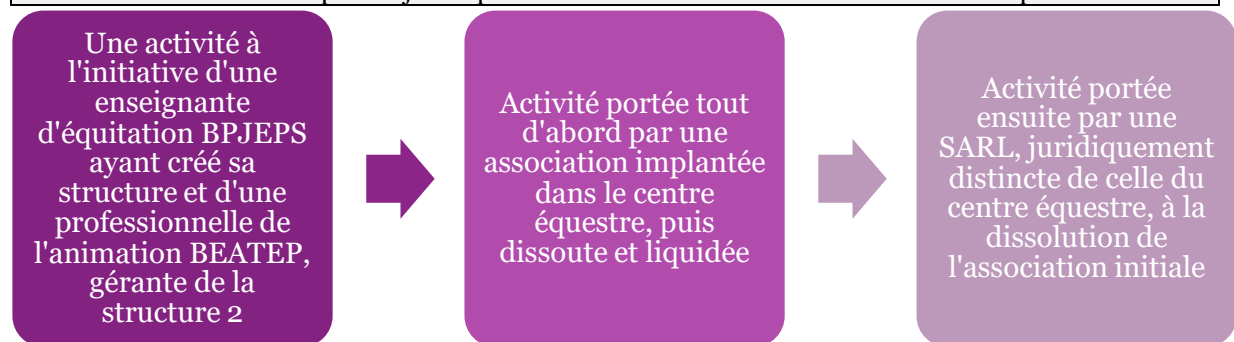 Une activité à
l'initiative d'une
enseignante
d'équitation BPJEPS
ayant créé sa
structure et d'une
professionnelle de
l'animation BEATEP,
gérante de la
structure 2
Activité portée tout
d'abord par une
association implantée
dans le centre
équestre, puis
dissoute et liquidée
Activité portée
ensuite par une
SARL, juridiquement
distincte de celle du
centre équestre, à la
dissolution de
l'association initiale